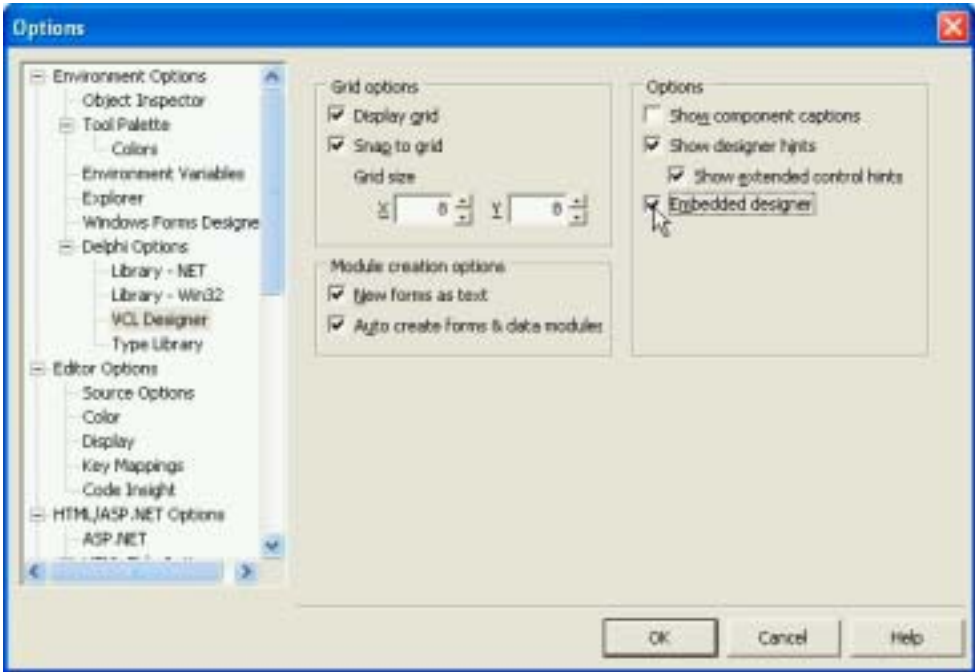 Options
Environment Options
Object Inspector
Tool Palette
Colors
Environment Variables
Explorer
Windows Forms Designe
Delphi Options
Library - NET
Library - Win32
VCL Designer
Type Library
Editor Options
Source Options
Color
Display
Key Mappings
Code Insight
HTML/ASP.NET Options
ASP.NET
Grid options
Display grid
Snap to grid
Grid size
X 8 Y 8
Module creation options
New forms as text
Auto create forms & data modules
Options
Show component captions
Show designer hints
Show extended control hints
Embedded designer
OK Cancel Help